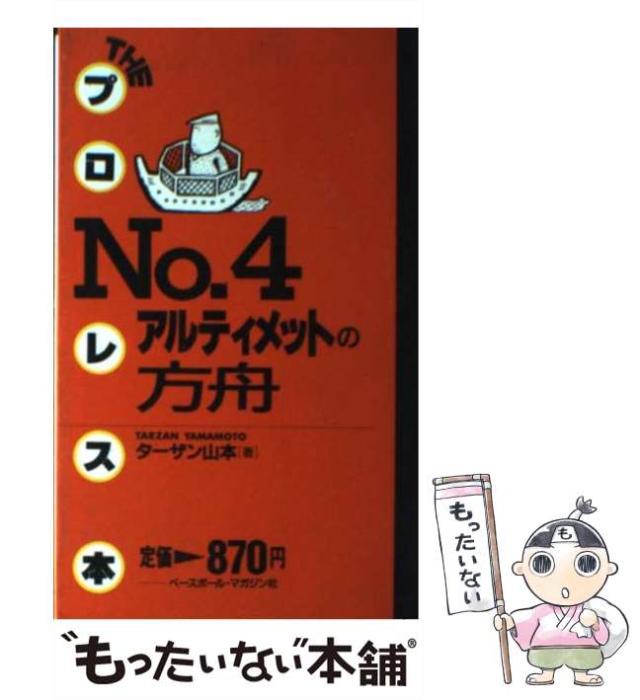 THE
プロレス本
No.4
アルティメットの
方舟
TARZAN YAMAMOTO
ターザン山本［著］
定価 870円
ベースボール・マガジン社
"もったいない"本舗®
もったいない
も